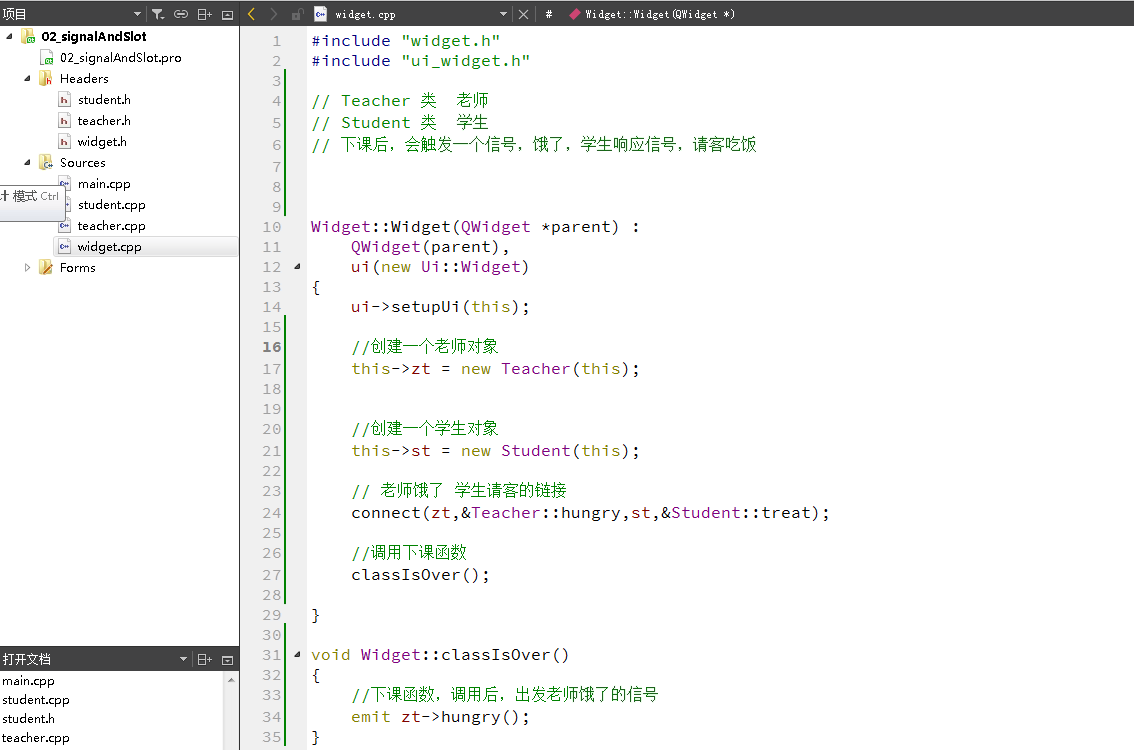 项目
widget.cpp
#
Widget::Widget(QWidget *)
02_signalAndSlot
02_signalAndSlot.pro
Headers
student.h
teacher.h
widget.h
Sources
main.cpp
student.cpp
teacher.cpp
widget.cpp
Forms
模式 Ctrl
打开文档
main.cpp
student.cpp
student.h
teacher.cpp
1 #include "widget.h"
2 #include "ui_widget.h"
3
4 // Teacher 类 老师
5 // Student 类 学生
6 // 下课后，会触发一个信号，饿了，学生响应信号，请客吃饭
7
8
9
10 Widget::Widget(QWidget *parent) :
11 QWidget(parent),
12 ui(new Ui::Widget)
13 {
14 ui->setupUi(this);
15
16 //创建一个老师对象
17 this->zt = new Teacher(this);
18
19
20 //创建一个学生对象
21 this->st = new Student(this);
22
23 // 老师饿了 学生请客的链接
24 connect(zt,&Teacher::hungry,st,&Student::treat);
25
26 //调用下课函数
27 classIsOver();
28
29 }
30
31 void Widget::classIsOver()
32 {
33 //下课函数，调用后，出发老师饿了的信号
34 emit zt->hungry();
35 }